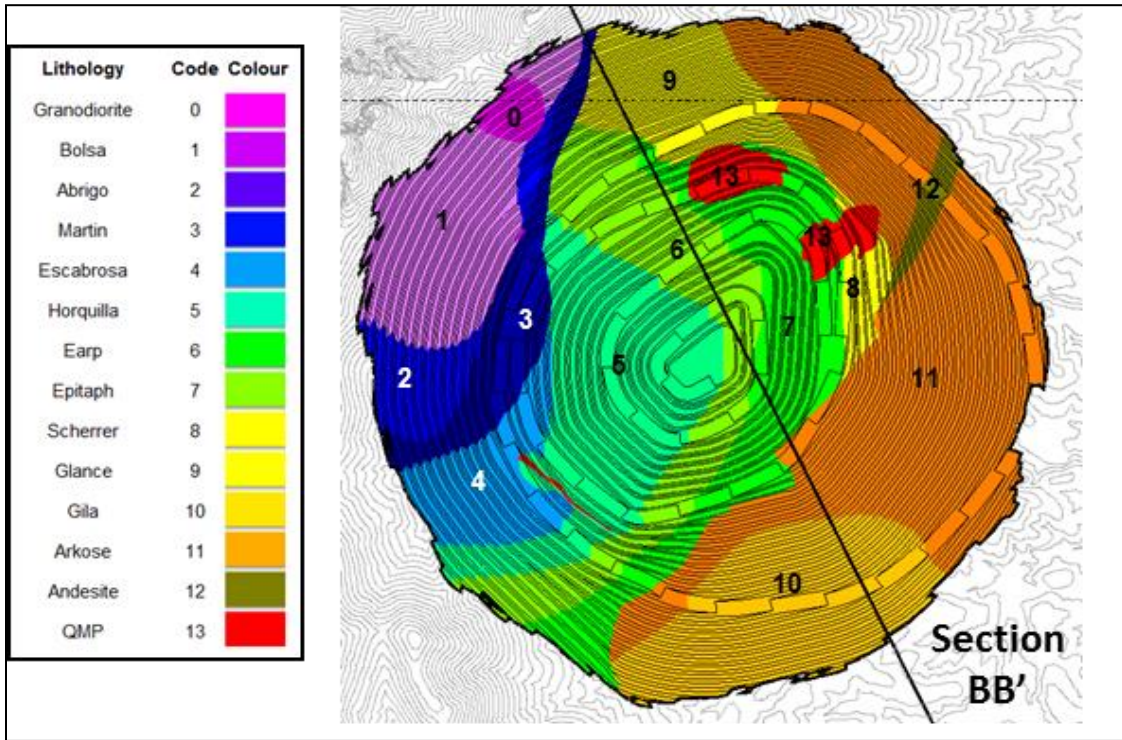 Lithology Code Colour
Granodiorite 0
Bolsa 1
Abrigo 2
Martin 3
Escabrosa 4
Horquilla 5
Earp 6
Epitaph 7
Scherrer 8
Glance 9
Gila 10
Arkose 11
Andesite 12
QMP 13
9
0
13
12
1
13
6
8
3
7
5
2
11
4
10
Section
BB’